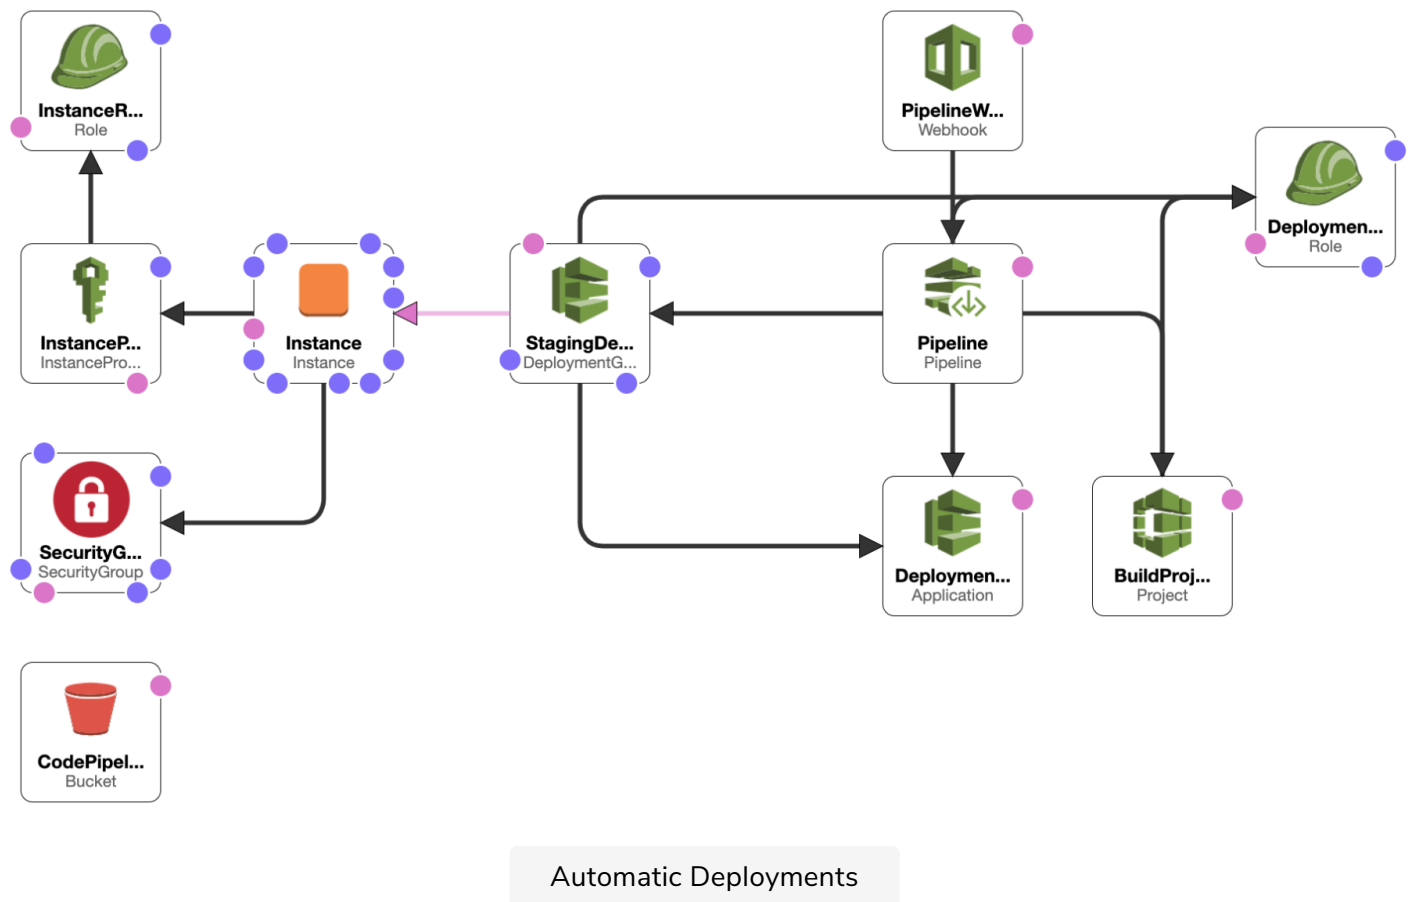 InstanceR...
Role
PipelineW...
Webhook
Deploymen...
Role
InstanceP...
InstancePro...
Instance
Instance
StagingDe...
DeploymentG...
Pipeline
Pipeline
SecurityG...
SecurityGroup
Deploymen...
Application
BuildProj...
Project
CodePipel...
Bucket
Automatic Deployments